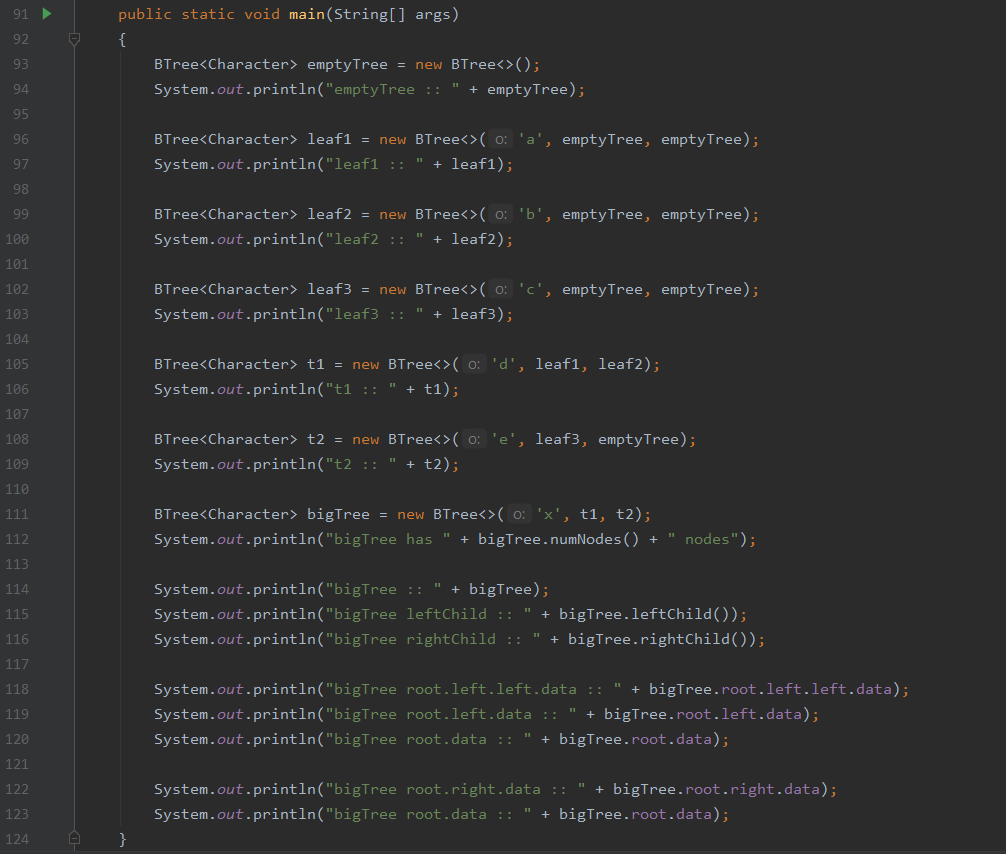 91 public static void main(String[] args)
92 {
93 BTree<Character> emptyTree = new BTree<>();
94 System.out.println("emptyTree :: " + emptyTree);
95
96 BTree<Character> leaf1 = new BTree<>( o: 'a', emptyTree, emptyTree);
97 System.out.println("leaf1 :: " + leaf1);
98
99 BTree<Character> leaf2 = new BTree<>( o: 'b', emptyTree, emptyTree);
100 System.out.println("leaf2 :: " + leaf2);
101
102 BTree<Character> leaf3 = new BTree<>( o: 'c', emptyTree, emptyTree);
103 System.out.println("leaf3 :: " + leaf3);
104
105 BTree<Character> t1 = new BTree<>( o: 'd', leaf1, leaf2);
106 System.out.println("t1 :: " + t1);
107
108 BTree<Character> t2 = new BTree<>( o: 'e', leaf3, emptyTree);
109 System.out.println("t2 :: " + t2);
110
111 BTree<Character> bigTree = new BTree<>( o: 'x', t1, t2);
112 System.out.println("bigTree has " + bigTree.numNodes() + " nodes");
113
114 System.out.println("bigTree :: " + bigTree);
115 System.out.println("bigTree leftChild :: " + bigTree.leftChild());
116 System.out.println("bigTree rightChild :: " + bigTree.rightChild());
117
118 System.out.println("bigTree root.left.left.data :: " + bigTree.root.left.left.data);
119 System.out.println("bigTree root.left.data :: " + bigTree.root.left.data);
120 System.out.println("bigTree root.data :: " + bigTree.root.data);
121
122 System.out.println("bigTree root.right.data :: " + bigTree.root.right.data);
123 System.out.println("bigTree root.data :: " + bigTree.root.data);
124 }